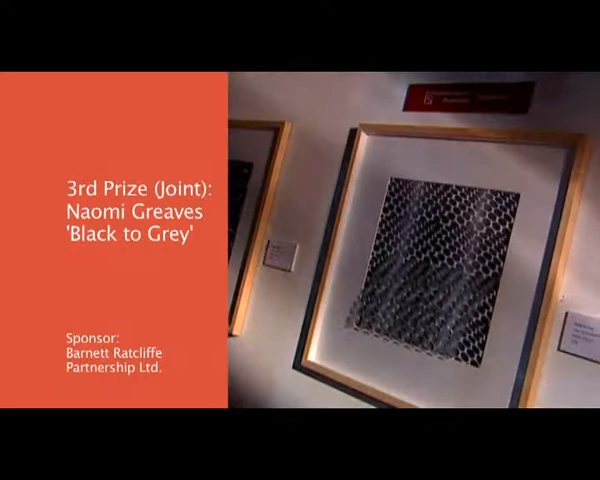 3rd Prize (Joint):
Naomi Greaves
'Black to Grey'
Sponsor:
Barnett Ratcliffe
Partnership Ltd.